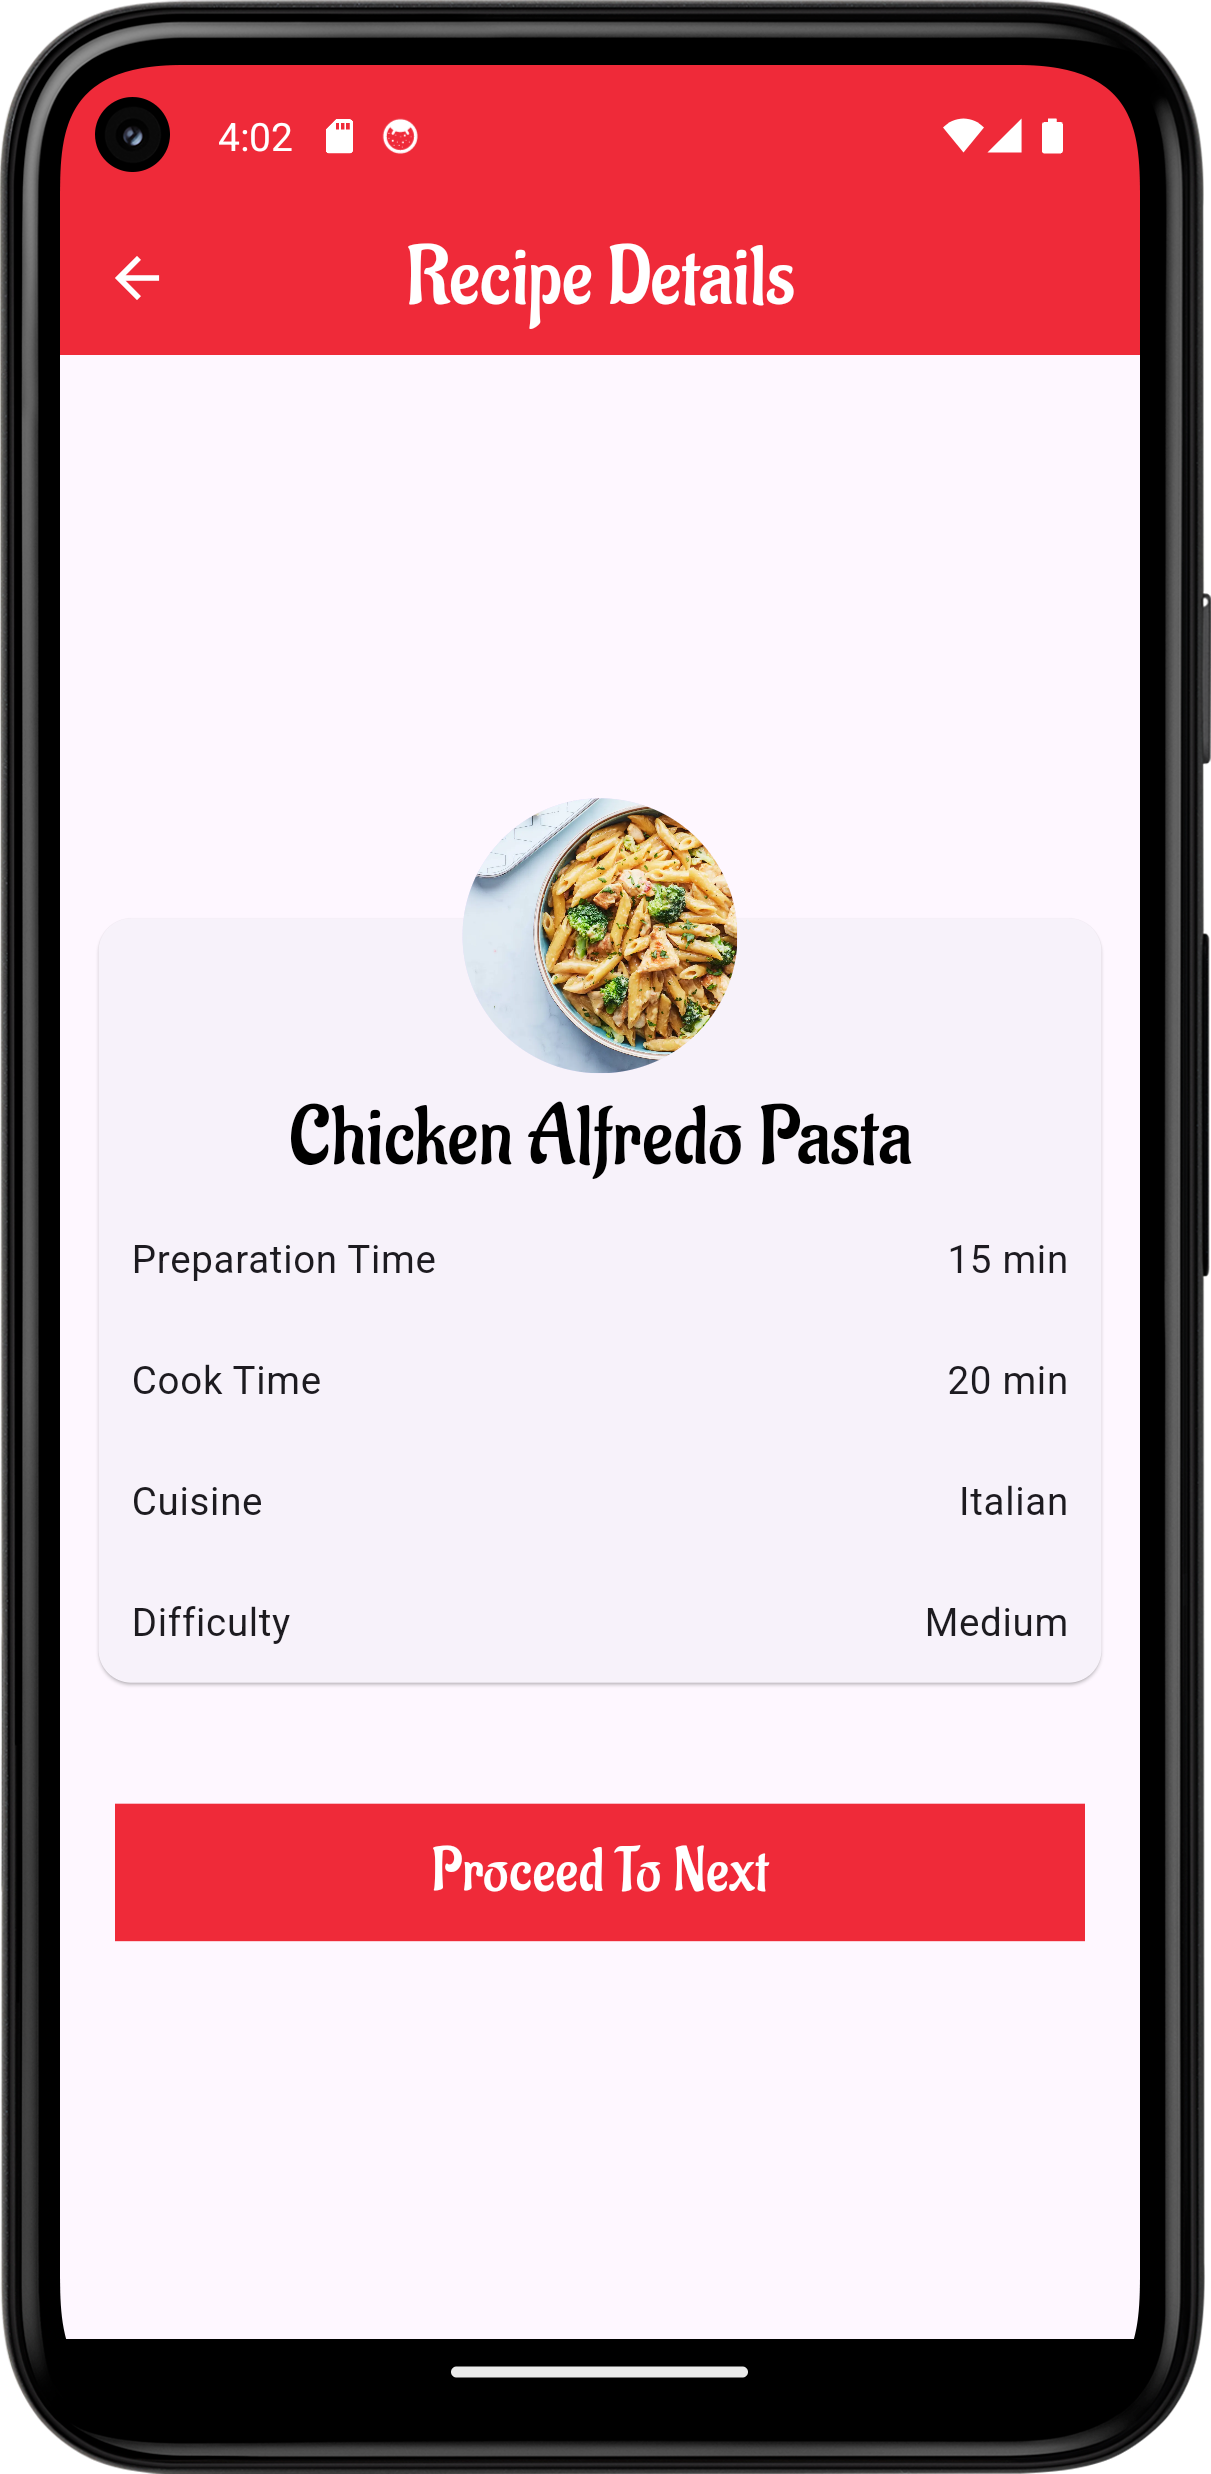 4:02
Recipe Details
Chicken Alfredo Pasta
Preparation Time 15 min
Cook Time 20 min
Cuisine Italian
Difficulty Medium
Proceed To Next